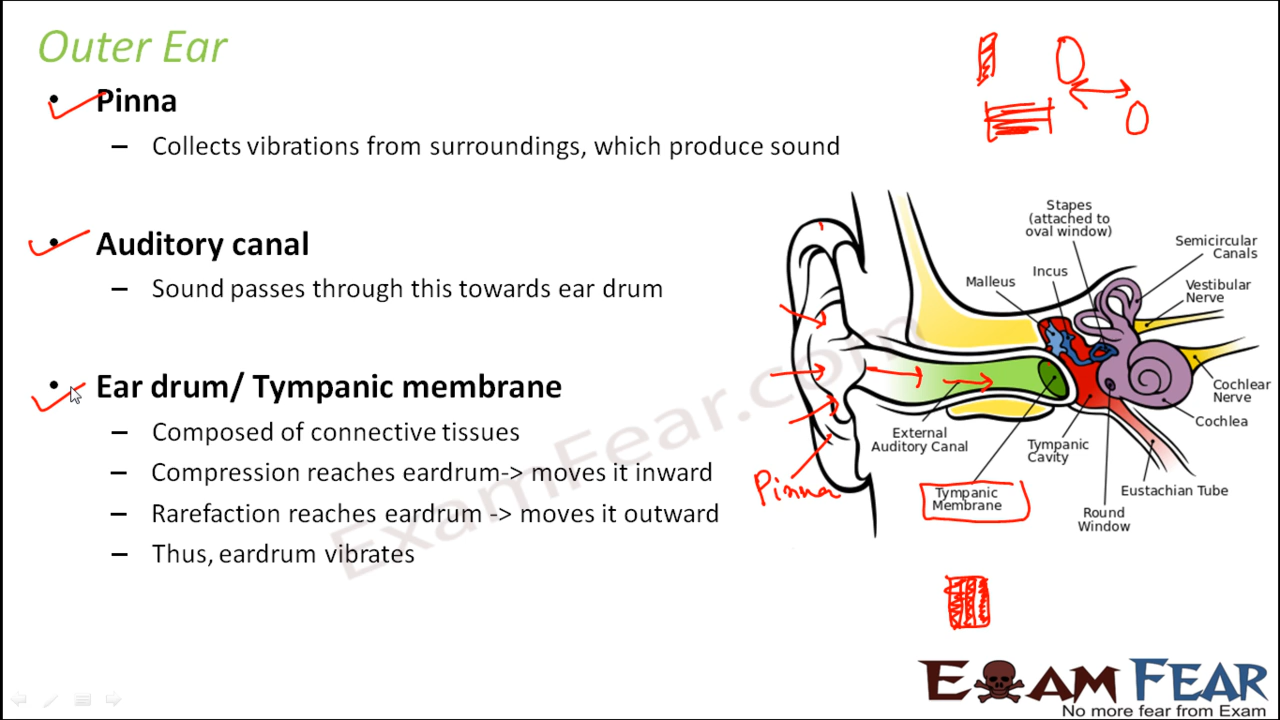 Outer Ear
• Pinna
– Collects vibrations from surroundings, which produce sound
• Auditory canal
– Sound passes through this towards ear drum
• Ear drum/ Tympanic membrane
– Composed of connective tissues
– Compression reaches eardrum-> moves it inward
– Rarefaction reaches eardrum -> moves it outward
– Thus, eardrum vibrates
Stapes
(attached to
oval window)
Semicircular
Canals
Incus
Malleus
Vestibular
Nerve
Cochlear
Nerve
Cochlea
External
Auditory Canal
Tympanic
Cavity
Pinna
Tympanic
Membrane
Eustachian Tube
Round
Window
ExamFear.com
EXAM FEAR
No more fear from Exam